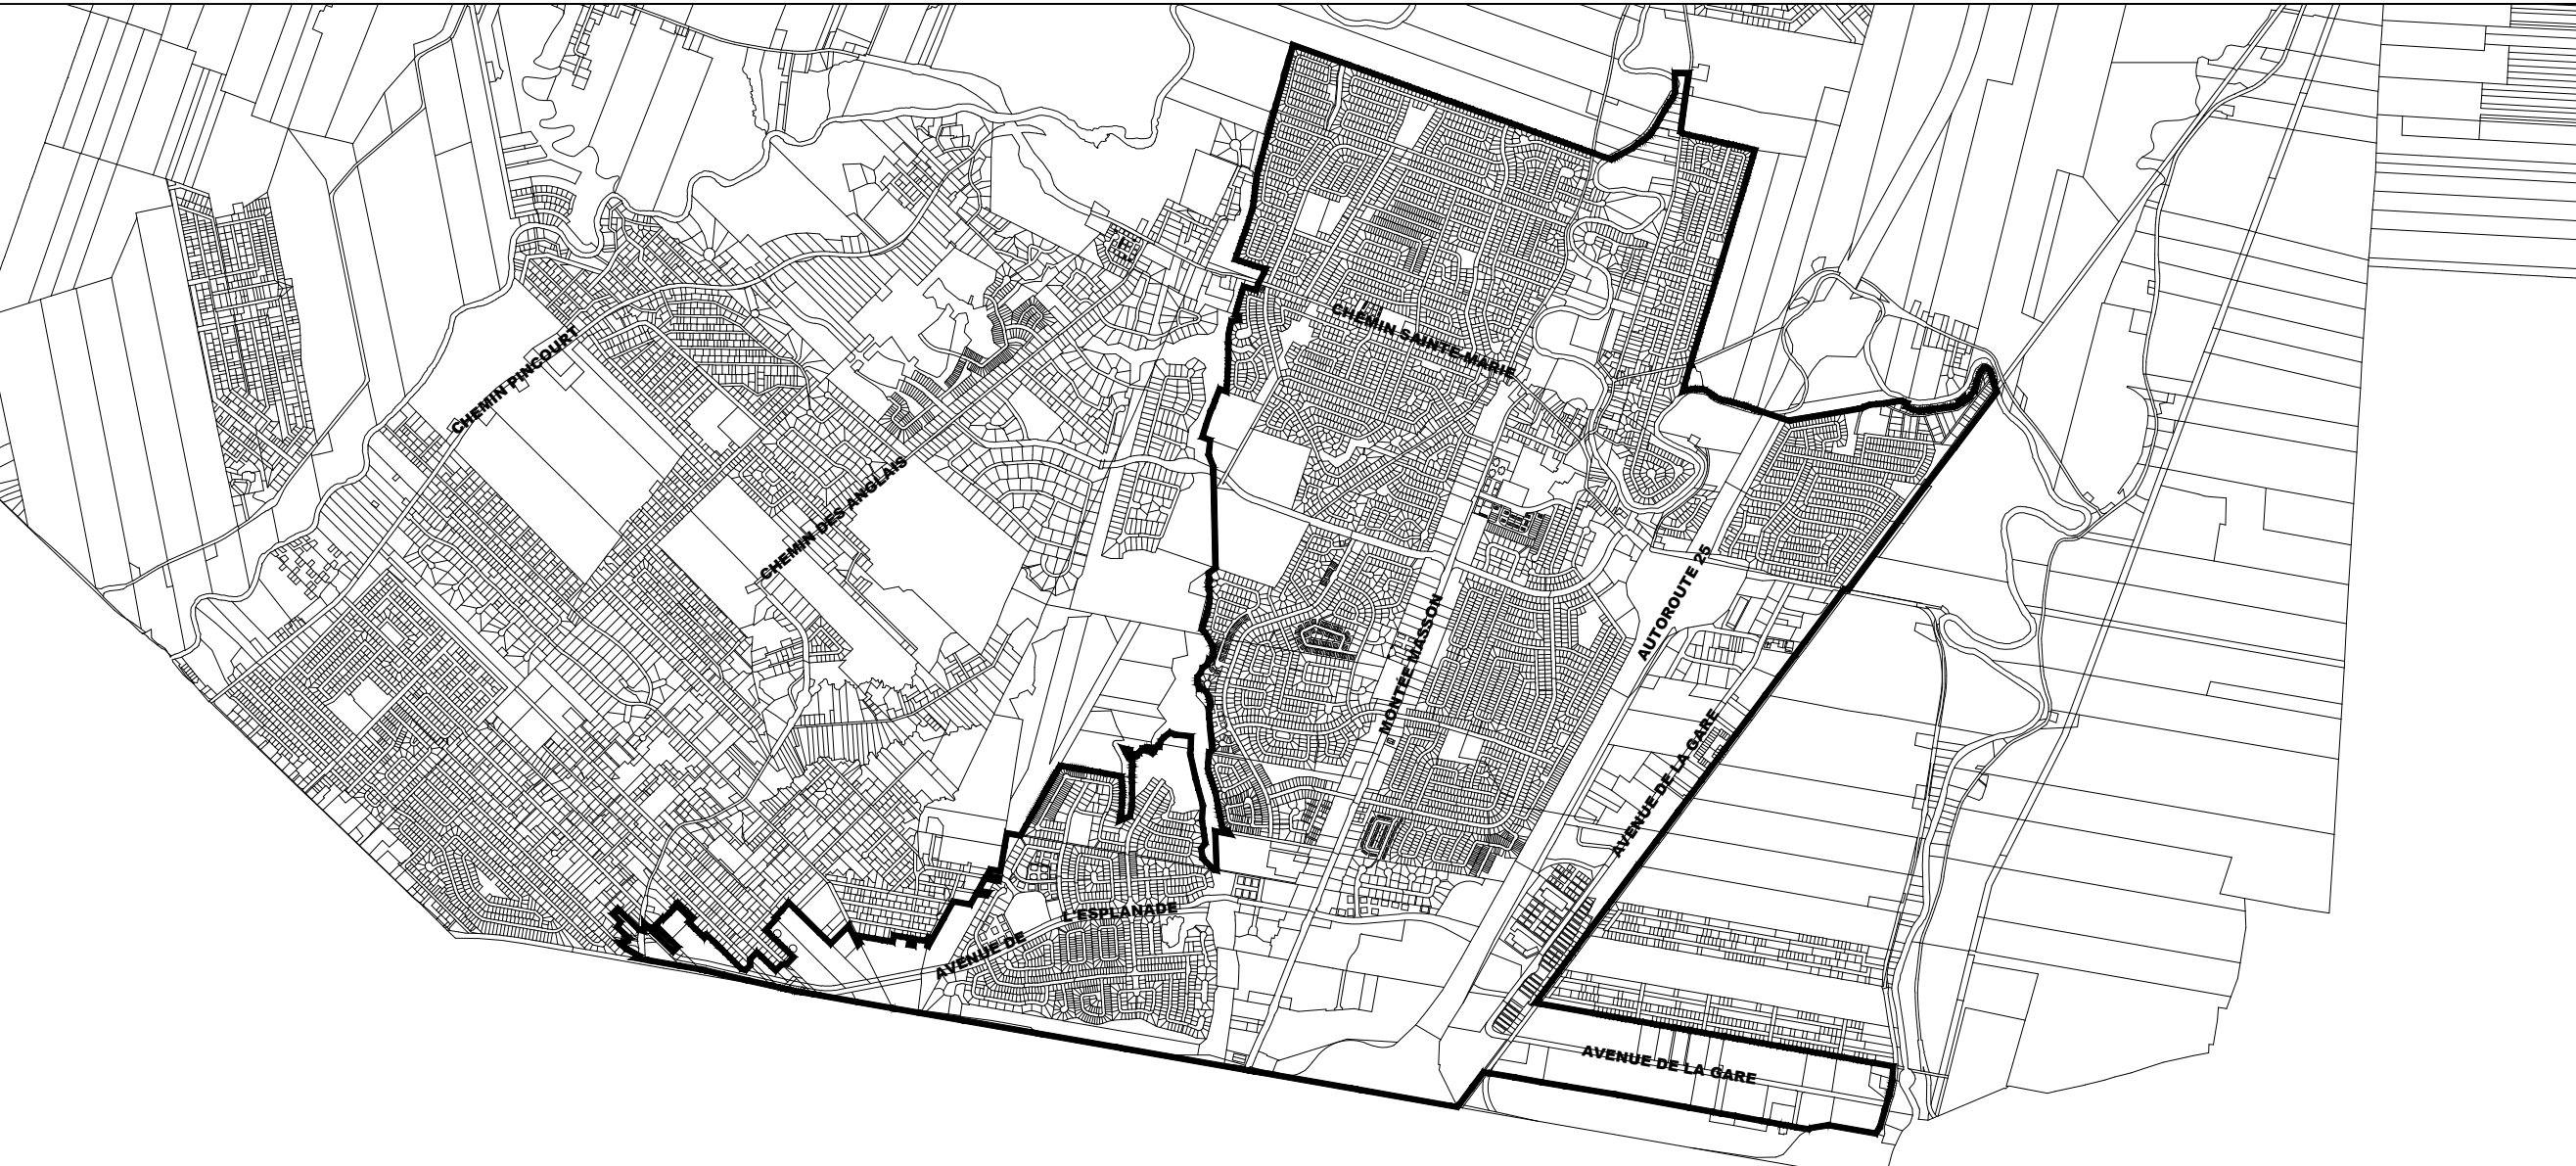 CHEMIN SAINTE-MARIE
CHEMIN PINCOURT
CHEMIN DES ANGLAIS
AUTOROUTE 25
MONTÉE MASSON
AVENUE DE LA GARE
AVENUE DE L'ESPLANADE
AVENUE DE LA GARE